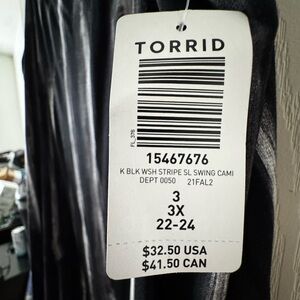 TORRID
FL_378
15467676
K BLK WSH STRIPE SL SWING CAMI
DEPT 0050 21FAL2
3
3X
22-24
$32.50 USA
$41.50 CAN